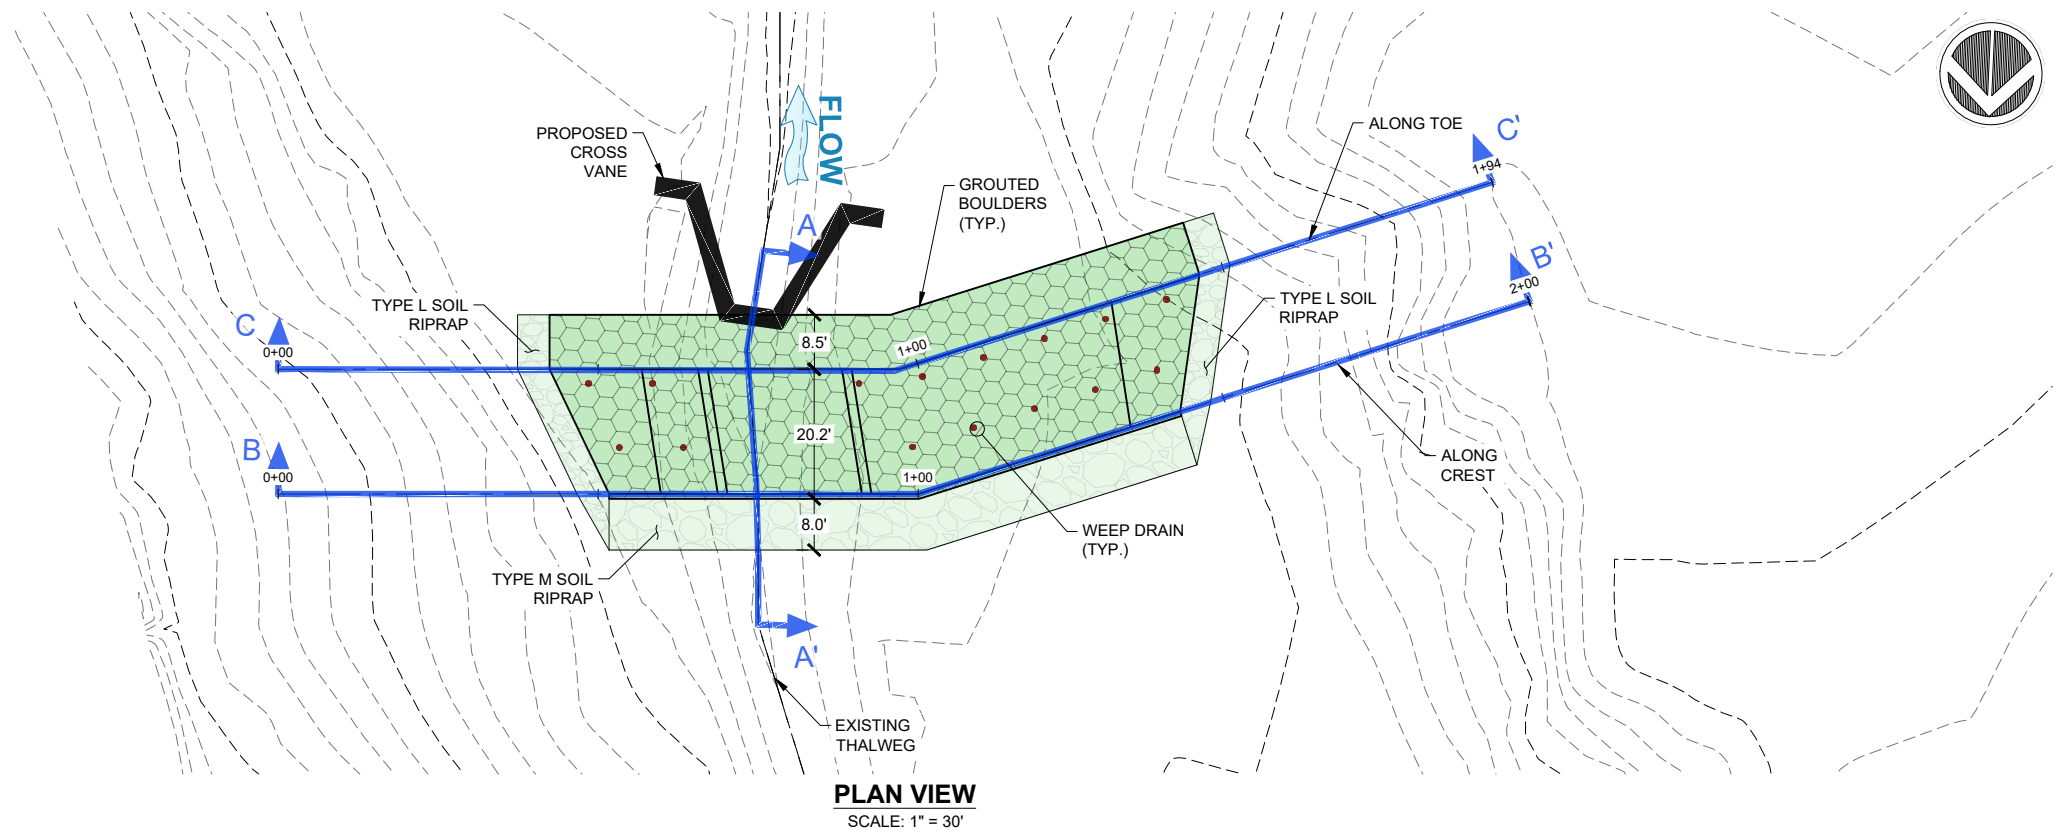 FLOW
PROPOSED
CROSS
VANE
A
GROUTED
BOULDERS
(TYP.)
ALONG TOE
C'
1+94
B'
2+00
TYPE L SOIL
RIPRAP
TYPE L SOIL
RIPRAP
C
0+00
8.5'
1+00
20.2'
B
0+00
1+00
ALONG
CREST
8.0'
WEEP DRAIN
(TYP.)
TYPE M SOIL
RIPRAP
A'
EXISTING
THALWEG
PLAN VIEW
SCALE: 1" = 30'